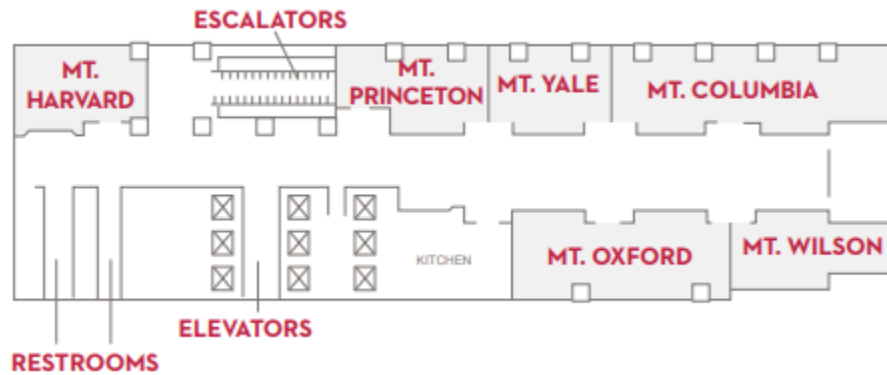 ESCALATORS
MT.
HARVARD
MT.
PRINCETON
MT. YALE
MT. COLUMBIA
KITCHEN
MT. OXFORD
MT. WILSON
ELEVATORS
RESTROOMS